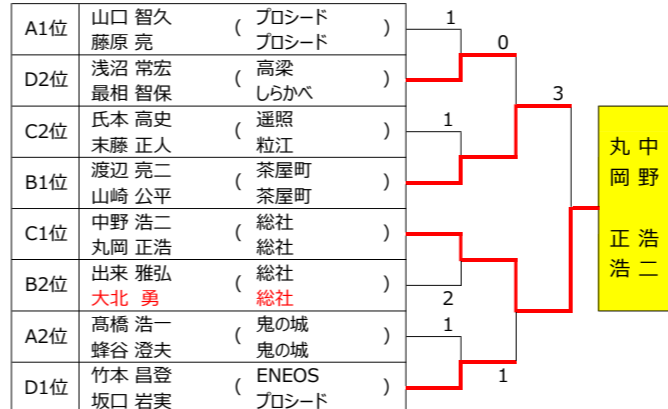 A1位 山口 智久 ( プロシード ) 1
藤原 亮 プロシード
0
D2位 浅沼 常宏 ( 高梁 )
最相 智保 しらかべ
3
C2位 氏本 高史 ( 遥照 ) 1
末藤 正人 粒江
B1位 渡辺 亮二 ( 茶屋町 )
山崎 公平 茶屋町
中野 浩二
丸岡 正浩
C1位 中野 浩二 ( 総社 )
丸岡 正浩 総社
B2位 出来 雅弘 ( 総社 )
大北 勇 総社 2
A2位 髙橋 浩一 ( 鬼の城 ) 1
蜂谷 澄夫 鬼の城
D1位 竹本 昌登 ( ENEOS ) 1
坂口 岩実 プロシード